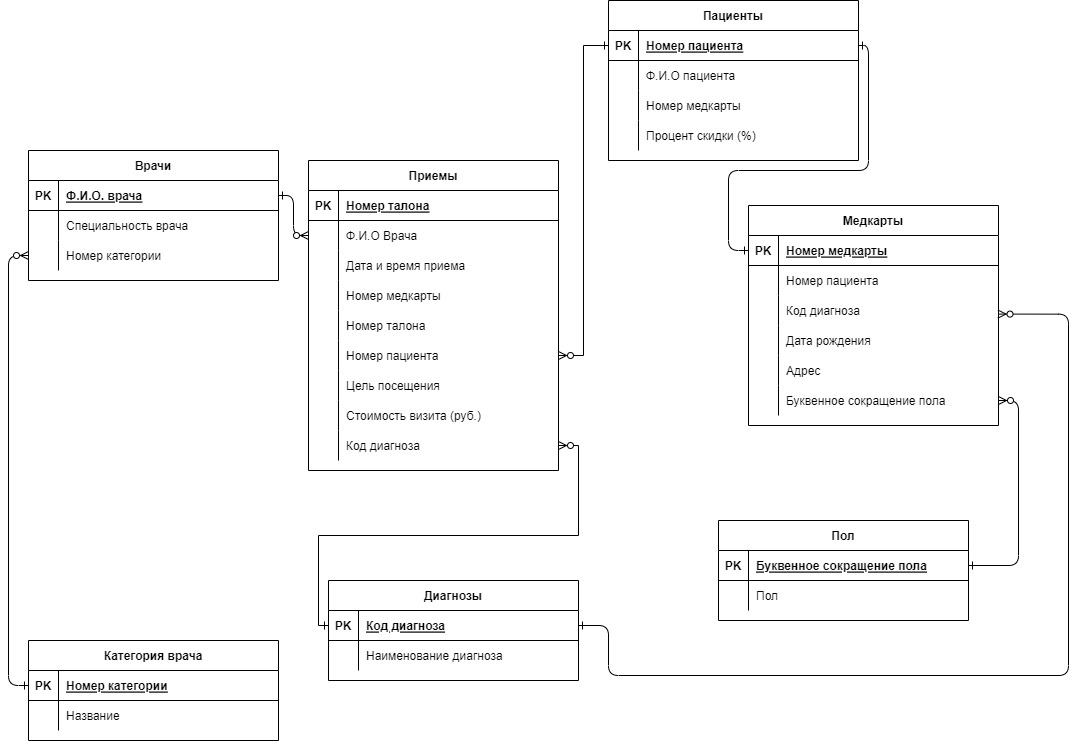 Пациенты
PK Номер пациента
Ф.И.О пациента
Номер медкарты
Процент скидки (%)
Врачи
PK Ф.И.О. врача
Специальность врача
Номер категории
Приемы
PK Номер талона
Ф.И.О Врача
Дата и время приема
Номер медкарты
Номер талона
Номер пациента
Цель посещения
Стоимость визита (руб.)
Код диагноза
Медкарты
PK Номер медкарты
Номер пациента
Код диагноза
Дата рождения
Адрес
Буквенное сокращение пола
Пол
PK Буквенное сокращение пола
Пол
Диагнозы
PK Код диагноза
Наименование диагноза
Категория врача
PK Номер категории
Название